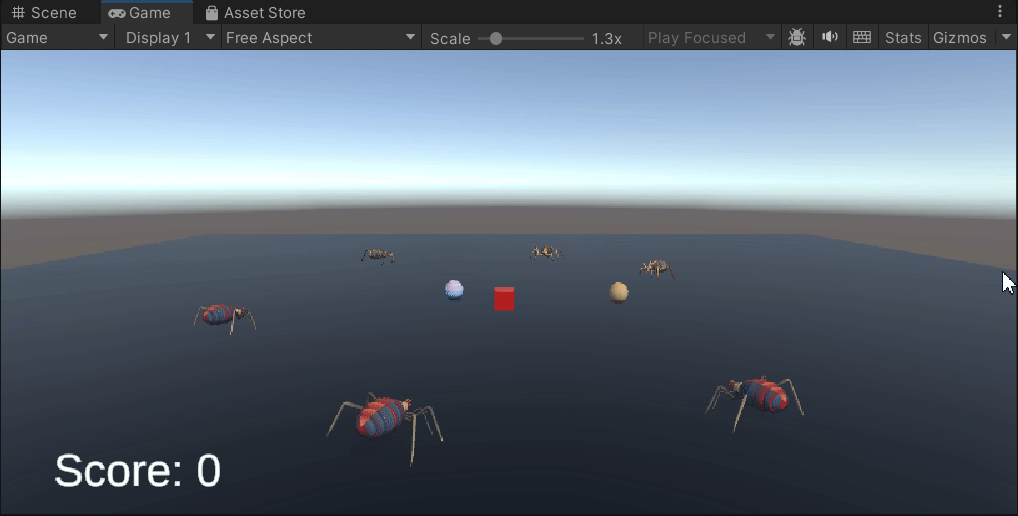 Scene Game Asset Store
Game Display 1 Free Aspect Scale 1.3x Play Focused Stats Gizmos
Score: 0